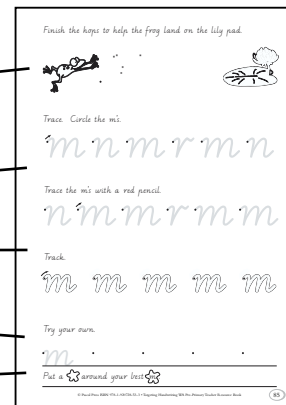 Finish the hops to help the frog land on the lily pad.
Trace. Circle the m's.
m n m r m n
Trace the m's with a red pencil.
n m m r m m
Track.
m m m m m
Try your own.
m
Put a around your best m
85